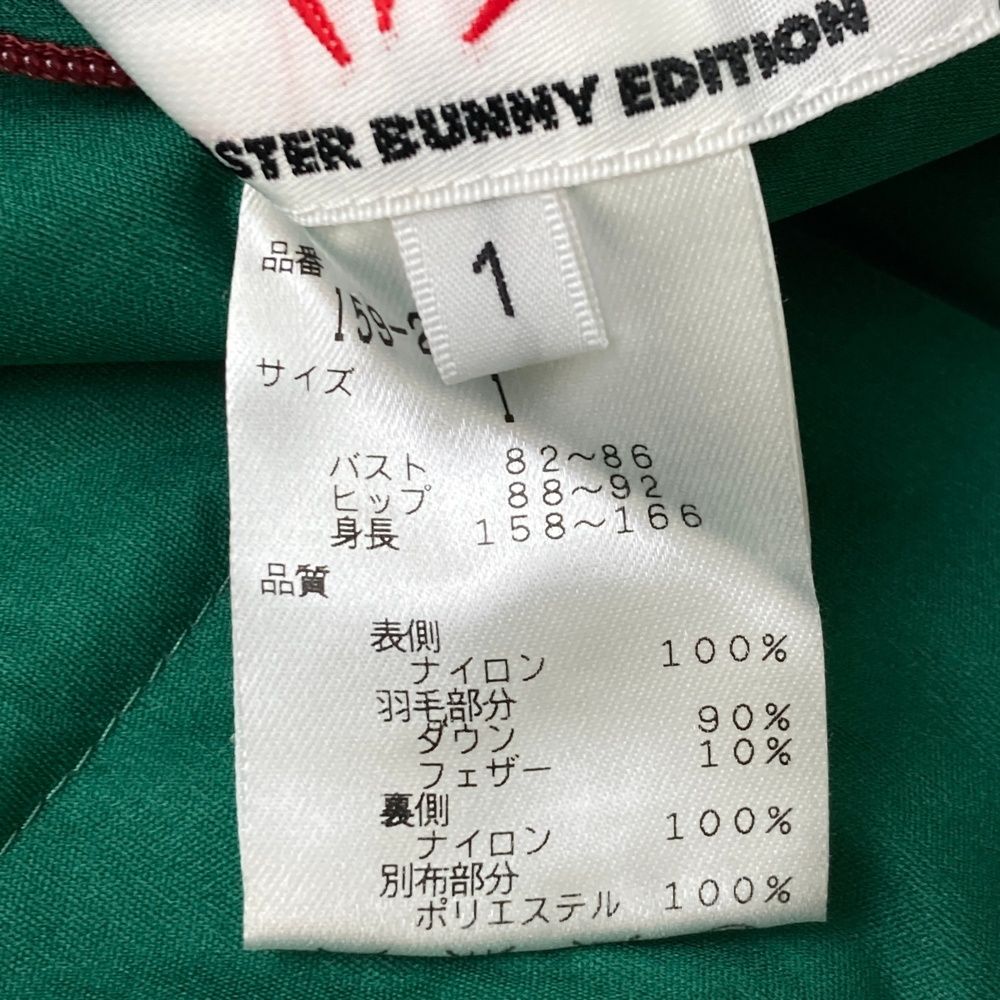 STER BUNNY EDITION
1
品番
159-2
サイズ
1
バスト 82~86
ヒップ 88~92
身長 158~166
品質
表側
ナイロン 100%
羽毛部分
ダウン 90%
フェザー 10%
裏側
ナイロン 100%
別布部分
ポリエステル 100%